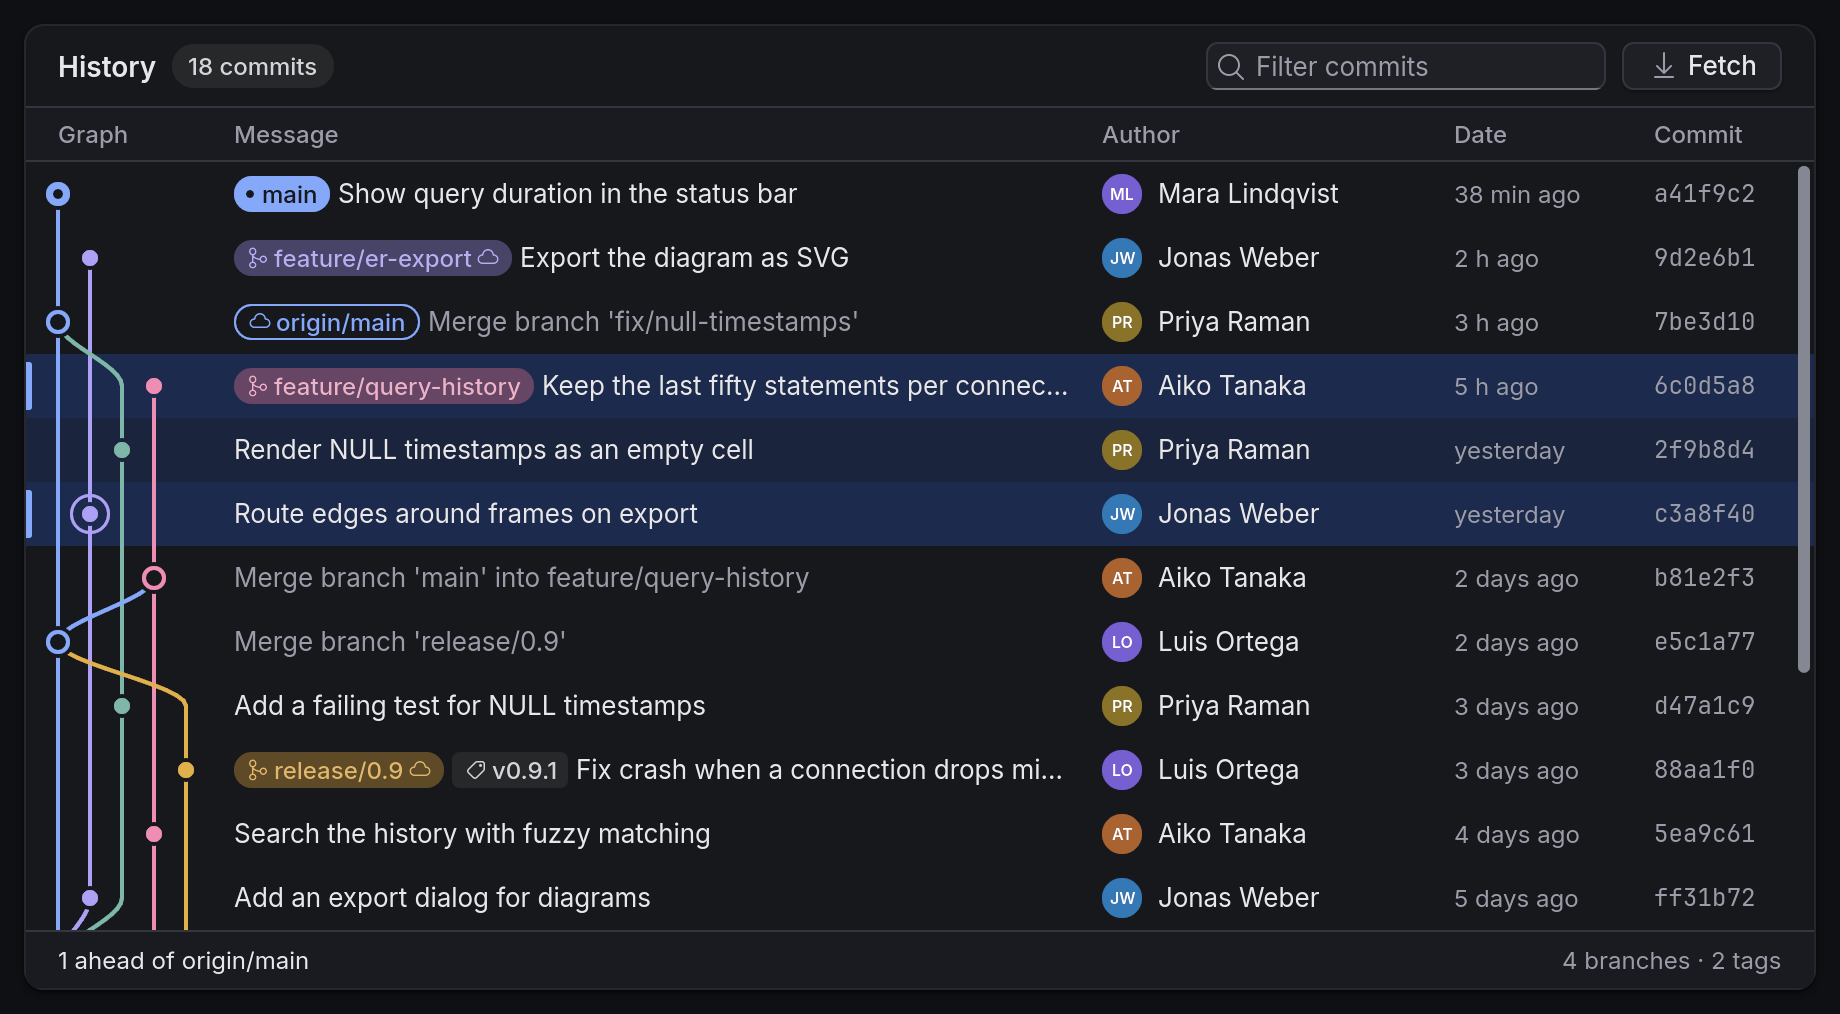 History 18 commits Filter commits Fetch
Graph Message Author Date Commit
main Show query duration in the status bar ML Mara Lindqvist 38 min ago a41f9c2
feature/er-export Export the diagram as SVG JW Jonas Weber 2 h ago 9d2e6b1
origin/main Merge branch 'fix/null-timestamps' PR Priya Raman 3 h ago 7be3d10
feature/query-history Keep the last fifty statements per connec... AT Aiko Tanaka 5 h ago 6c0d5a8
Render NULL timestamps as an empty cell PR Priya Raman yesterday 2f9b8d4
Route edges around frames on export JW Jonas Weber yesterday c3a8f40
Merge branch 'main' into feature/query-history AT Aiko Tanaka 2 days ago b81e2f3
Merge branch 'release/0.9' LO Luis Ortega 2 days ago e5c1a77
Add a failing test for NULL timestamps PR Priya Raman 3 days ago d47a1c9
release/0.9 v0.9.1 Fix crash when a connection drops mi... LO Luis Ortega 3 days ago 88aa1f0
Search the history with fuzzy matching AT Aiko Tanaka 4 days ago 5ea9c61
Add an export dialog for diagrams JW Jonas Weber 5 days ago ff31b72
1 ahead of origin/main 4 branches · 2 tags